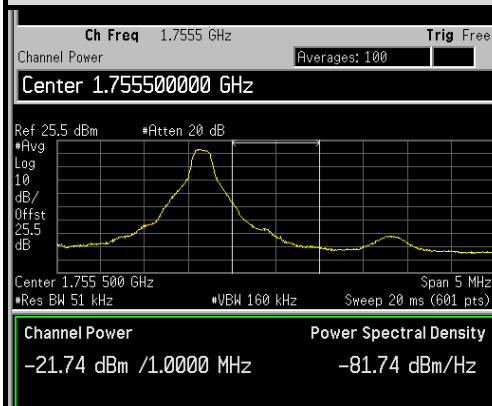 Ch Freq 1.7555 GHz Trig Free
Channel Power Averages: 100
Center 1.755500000 GHz
Ref 25.5 dBm #Atten 20 dB
#Avg
Log
10
dB/
Offst
25.5
dB
Center 1.755 500 GHz Span 5 MHz
#Res BW 51 kHz #VBW 160 kHz Sweep 20 ms (601 pts)
Channel Power Power Spectral Density
-21.74 dBm /1.0000 MHz -81.74 dBm/Hz